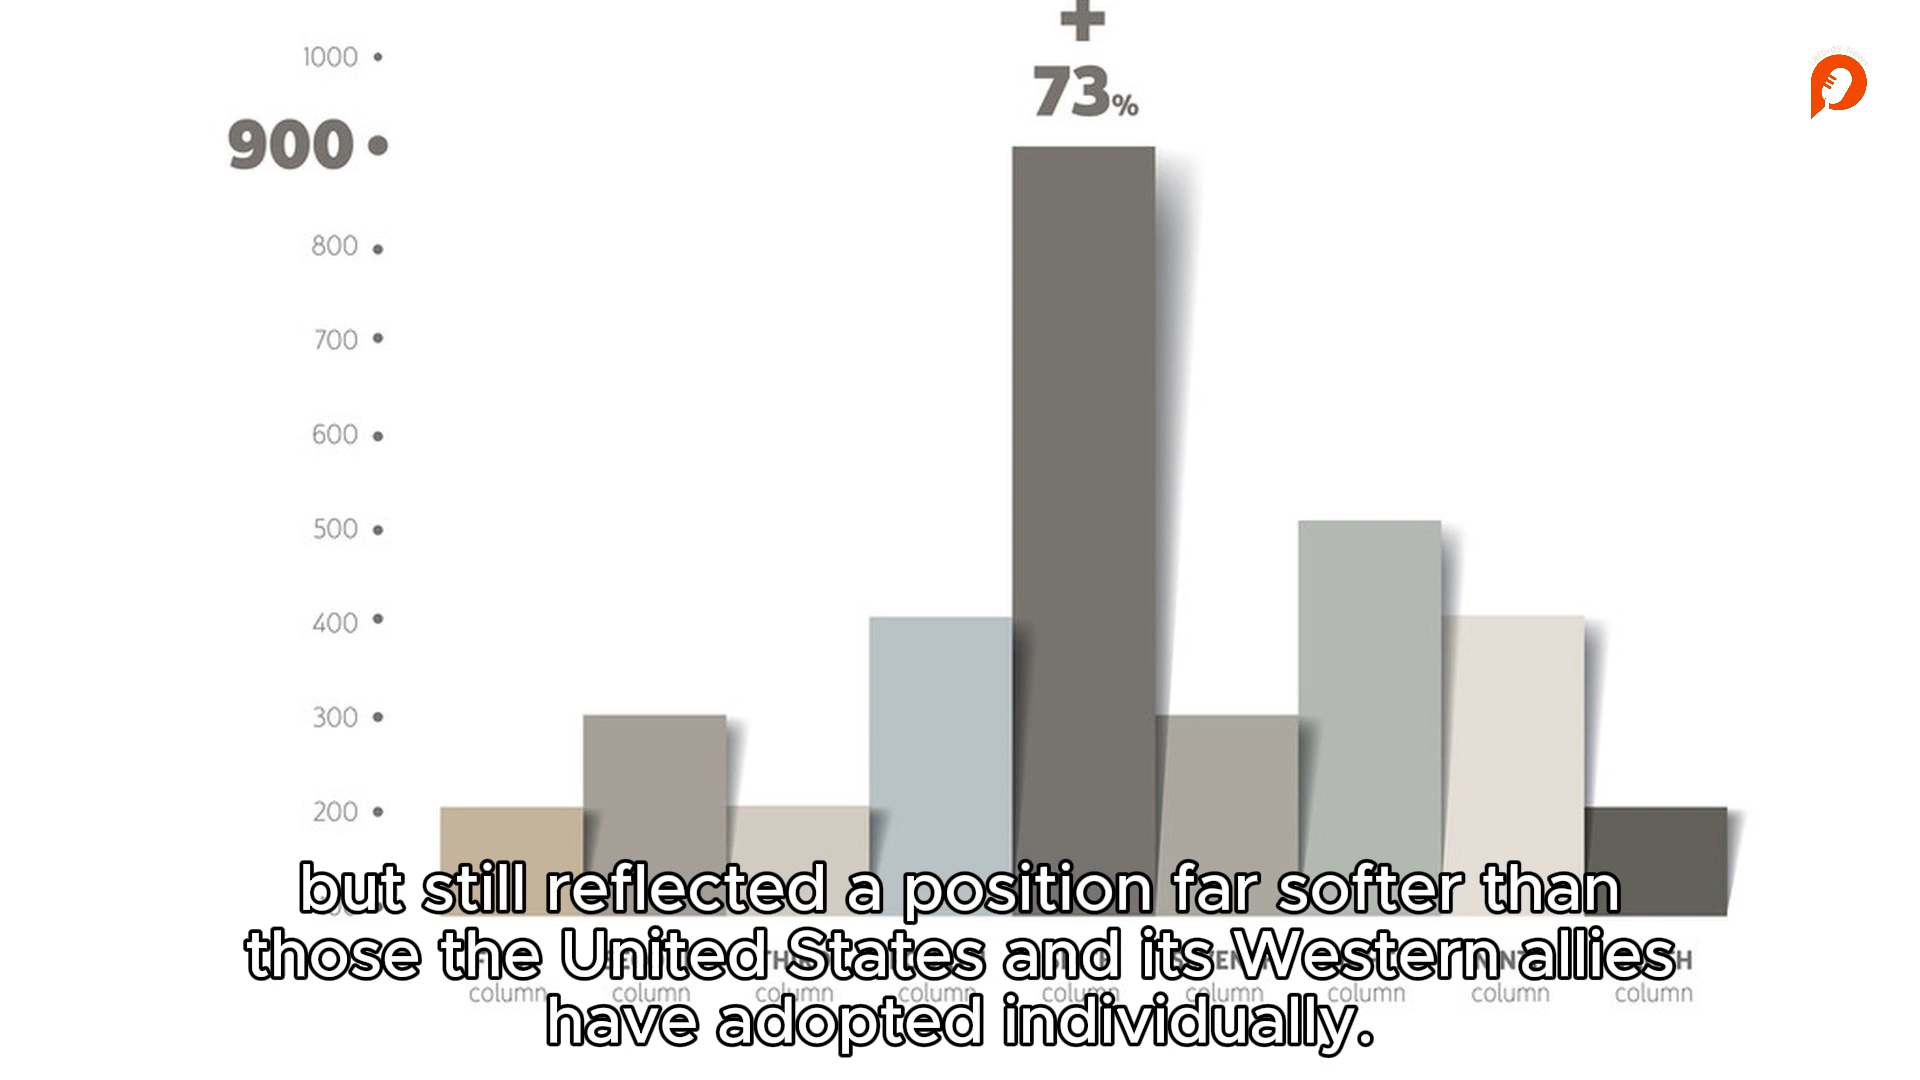 +
1000
73%
900
800
700
600
500
400
300
200
but still reflected a position far softer than
those the United States and its Western allies
column column column column column column column column column
have adopted individually.